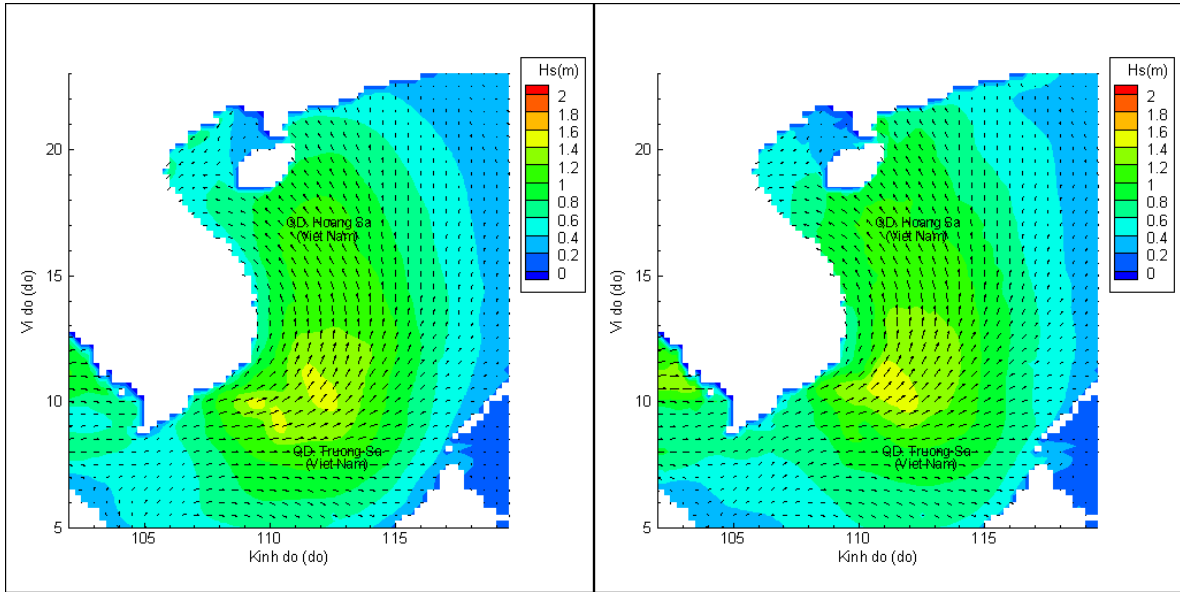 Hs(m)
2
1.8
1.6
1.4
1.2
1
0.8
0.6
0.4
0.2
0
20
15
10
5
Vi do (do)
QD. Hoang Sa
(Viet Nam)
QD. Truong Sa
(Viet Nam)
105
110
115
Kinh do (do)
Hs(m)
2
1.8
1.6
1.4
1.2
1
0.8
0.6
0.4
0.2
0
20
15
10
5
Vi do (do)
QD. Hoang Sa
(Viet Nam)
QD. Truong Sa
(Viet Nam)
105
110
115
Kinh do (do)